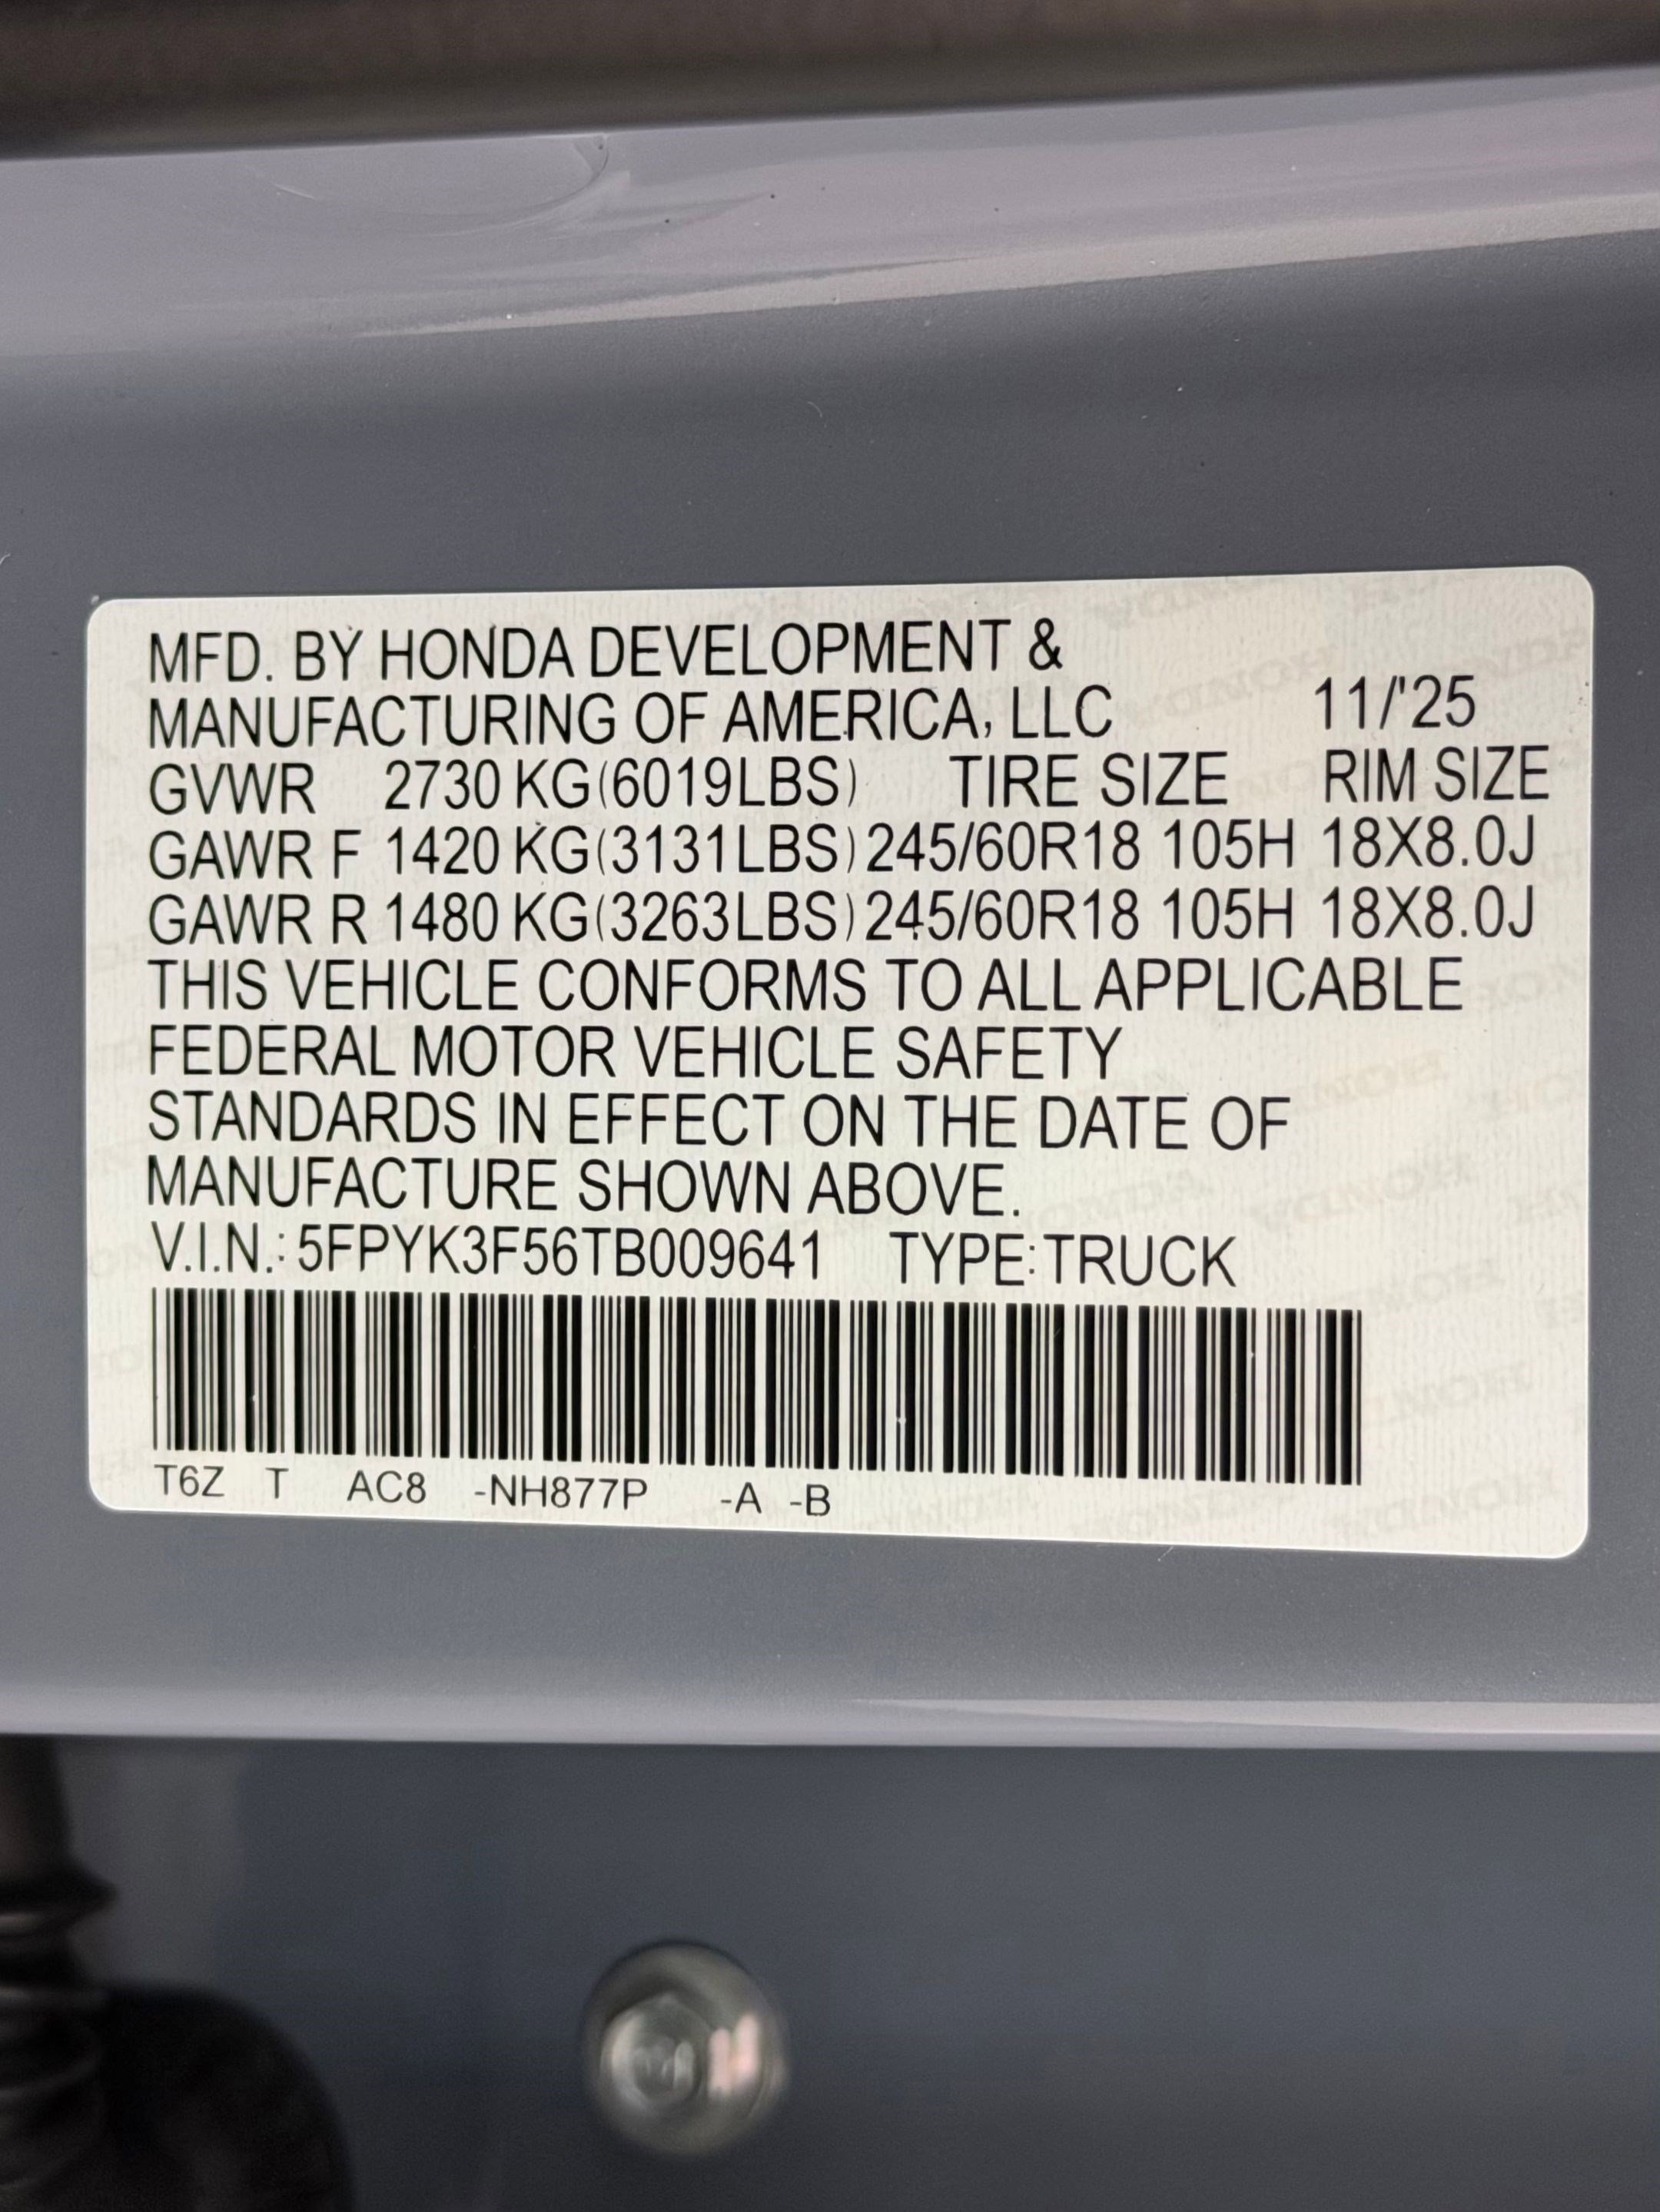 MFD. BY HONDA DEVELOPMENT &
MANUFACTURING OF AMERICA, LLC 11/'25
GVWR 2730 KG(6019LBS) TIRE SIZE RIM SIZE
GAWR F 1420 KG(3131LBS) 245/60R18 105H 18X8.0J
GAWR R 1480 KG(3263LBS) 245/60R18 105H 18X8.0J
THIS VEHICLE CONFORMS TO ALL APPLICABLE
FEDERAL MOTOR VEHICLE SAFETY
STANDARDS IN EFFECT ON THE DATE OF
MANUFACTURE SHOWN ABOVE.
V.I.N.: 5FPYK3F56TB009641 TYPE:TRUCK
T6Z T AC8 -NH877P -A -B